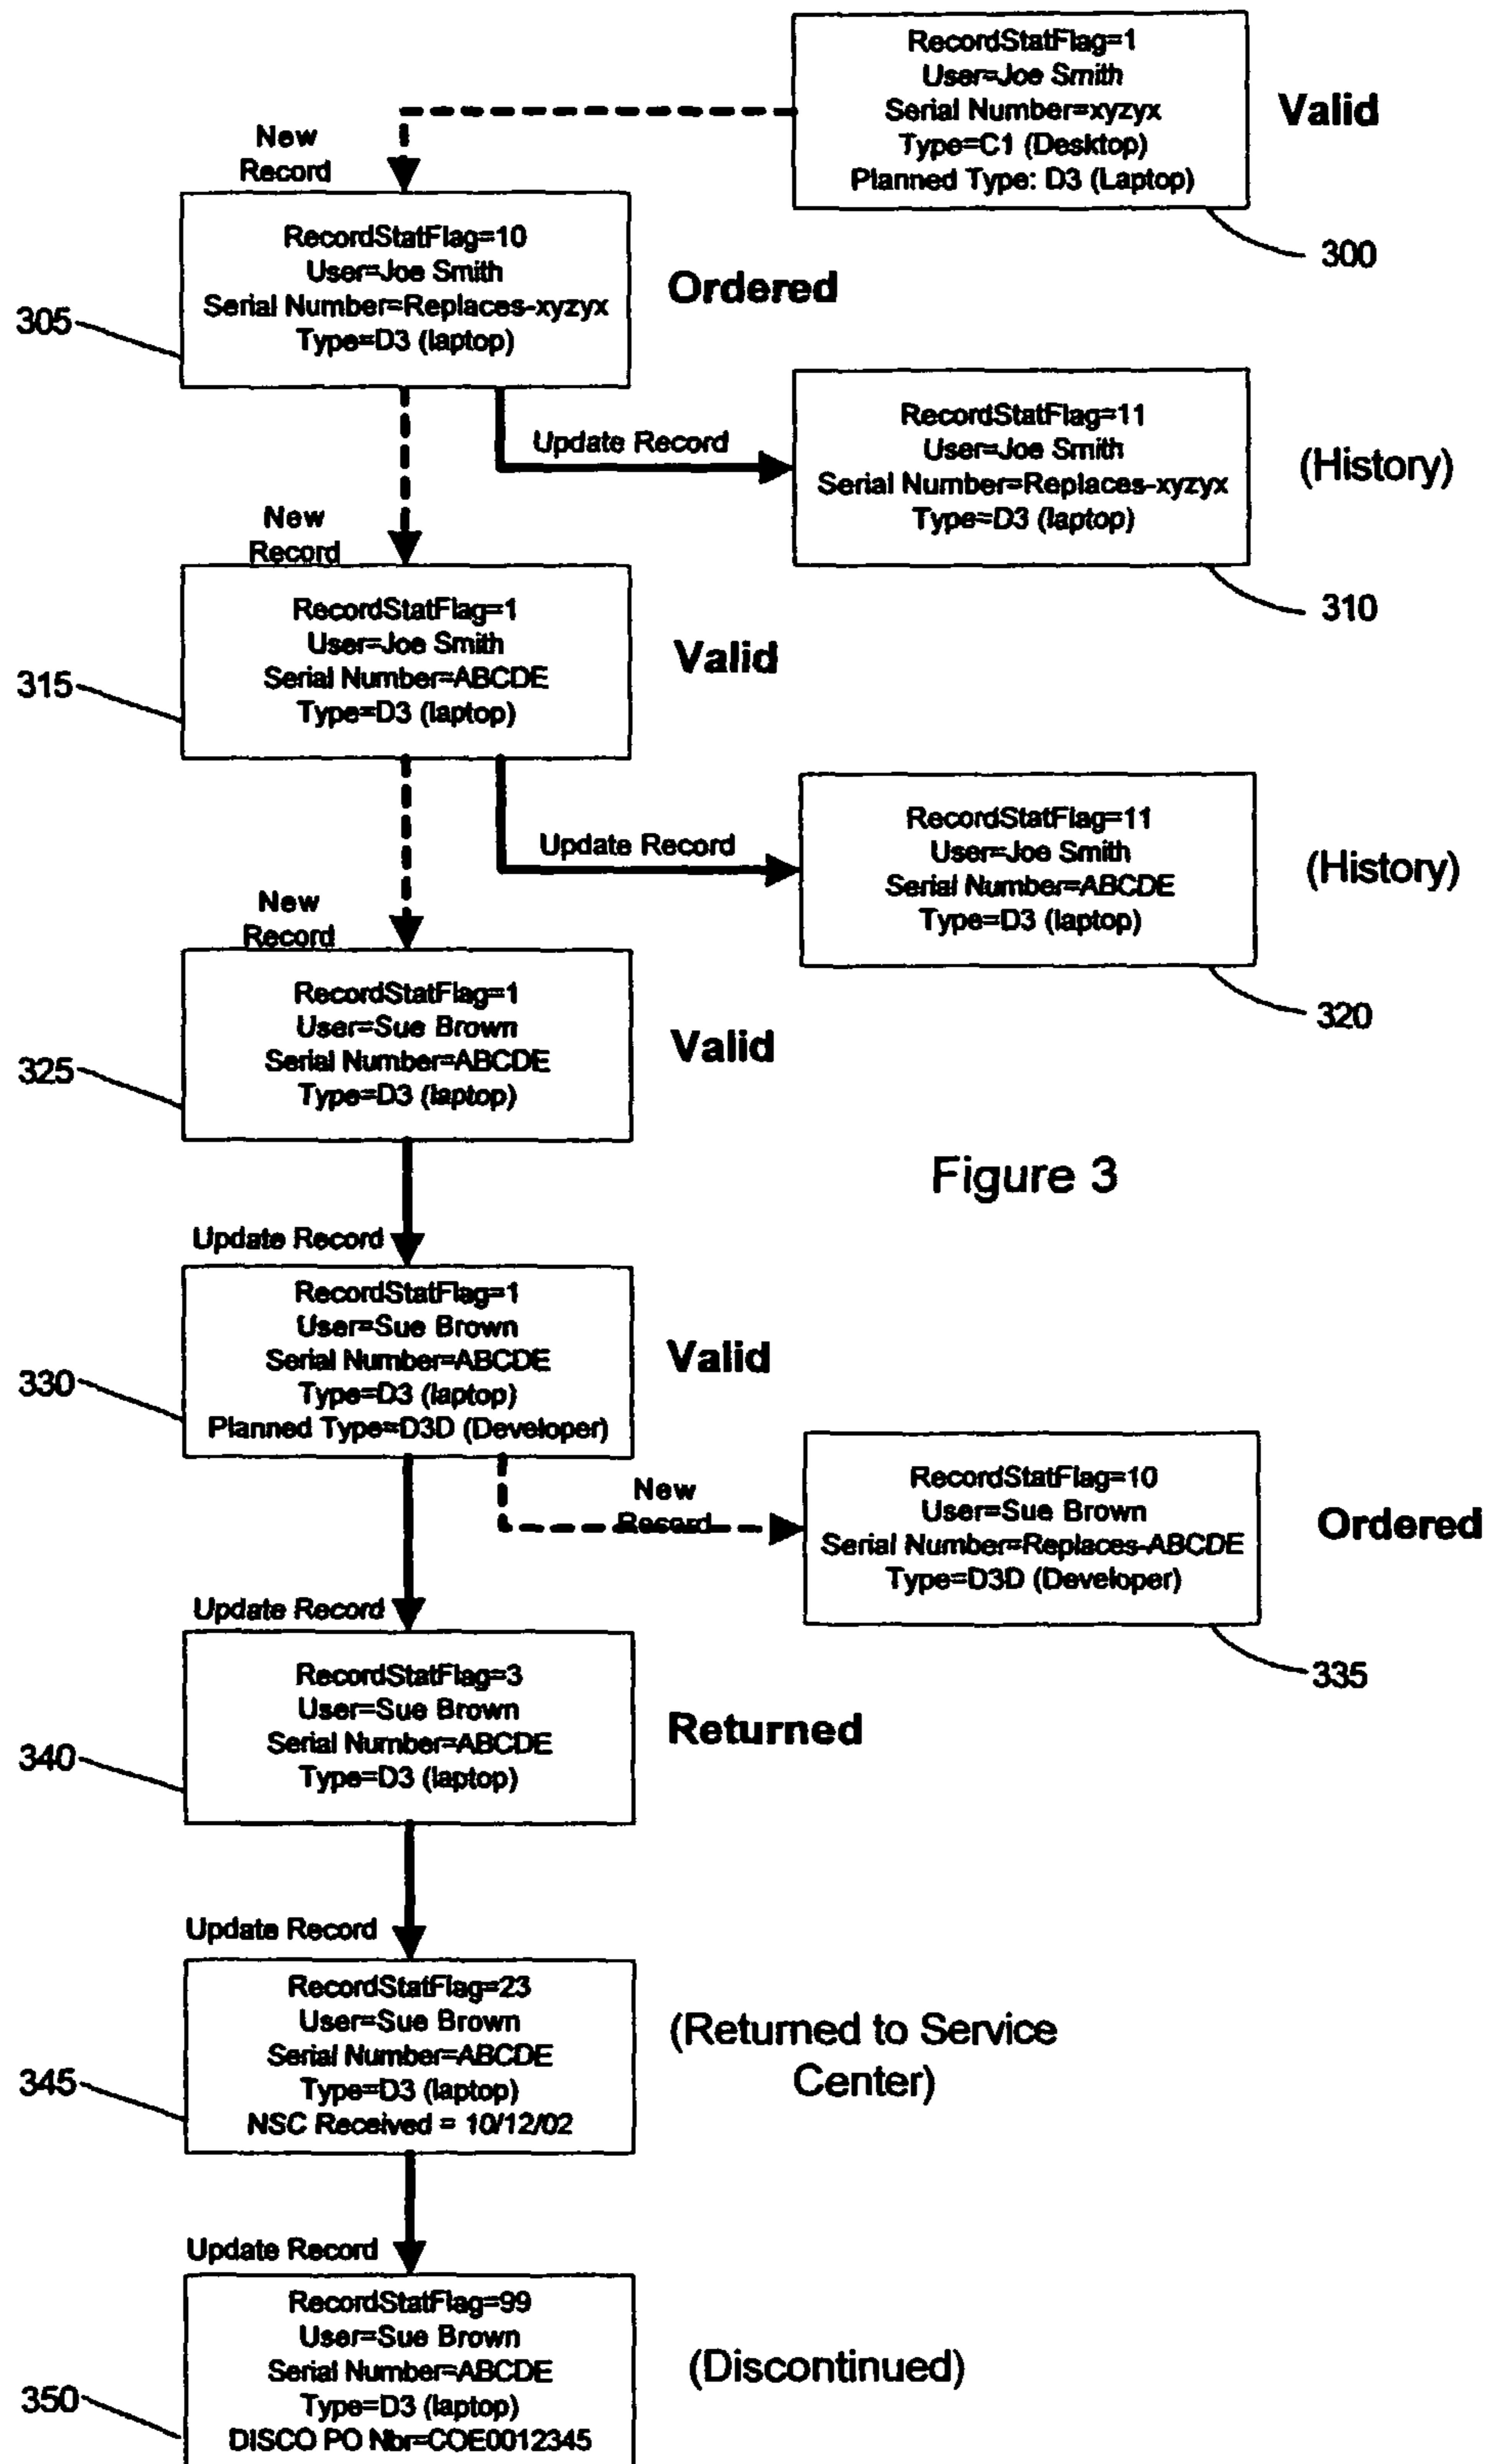 RecordStatFlag=1
User=Joe Smith
Serial Number=xyzyx
Type=C1 (Desktop)
Planned Type: D3 (Laptop)
Valid
300
New
Record
RecordStatFlag=10
User=Joe Smith
Serial Number=Replaces-xyzyx
Type=D3 (laptop)
Ordered
305
Update Record
RecordStatFlag=11
User=Joe Smith
Serial Number=Replaces-xyzyx
Type=D3 (laptop)
(History)
310
New
Record
RecordStatFlag=1
User=Joe Smith
Serial Number=ABCDE
Type=D3 (laptop)
Valid
315
Update Record
RecordStatFlag=11
User=Joe Smith
Serial Number=ABCDE
Type=D3 (laptop)
(History)
320
New
Record
RecordStatFlag=1
User=Sue Brown
Serial Number=ABCDE
Type=D3 (laptop)
Valid
325
Figure 3
Update Record
RecordStatFlag=1
User=Sue Brown
Serial Number=ABCDE
Type=D3 (laptop)
Planned Type=D3D (Developer)
Valid
330
New
Record
RecordStatFlag=10
User=Sue Brown
Serial Number=Replaces-ABCDE
Type=D3D (Developer)
Ordered
335
Update Record
RecordStatFlag=3
User=Sue Brown
Serial Number=ABCDE
Type=D3 (laptop)
Returned
340
Update Record
RecordStatFlag=23
User=Sue Brown
Serial Number=ABCDE
Type=D3 (laptop)
NSC Received = 10/12/02
(Returned to Service
Center)
345
Update Record
RecordStatFlag=99
User=Sue Brown
Serial Number=ABCDE
Type=D3 (laptop)
DISCO PO Nbr=COE0012345
(Discontinued)
350